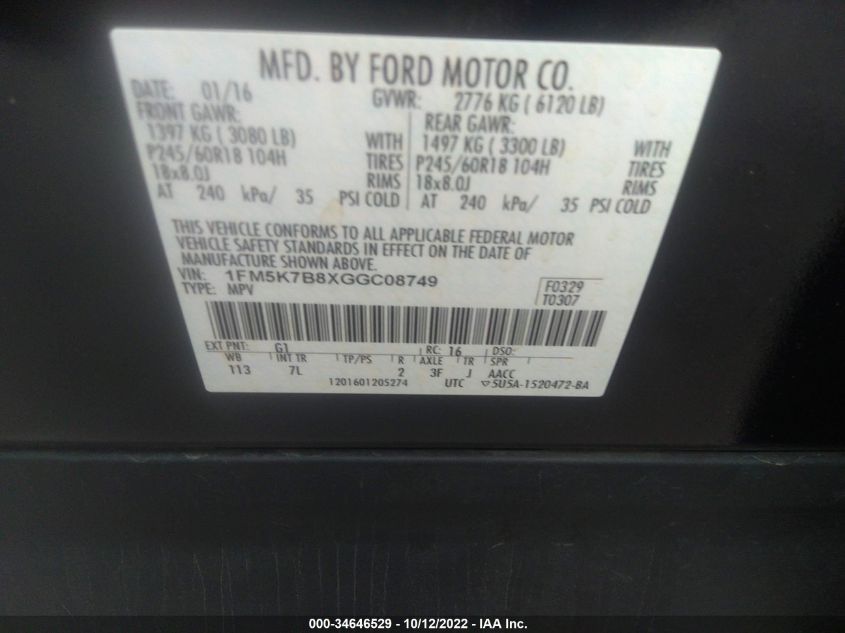 MFD. BY FORD MOTOR CO.
DATE: 01/16 GVWR: 2776 KG ( 6120 LB)
FRONT GAWR: REAR GAWR:
1397 KG ( 3080 LB) WITH 1497 KG ( 3300 LB) WITH
P245/60R18 104H TIRES P245/60R18 104H TIRES
18x8.0J RIMS 18x8.0J RIMS
AT 240 kPa/ 35 PSI COLD AT 240 kPa/ 35 PSI COLD
THIS VEHICLE CONFORMS TO ALL APPLICABLE FEDERAL MOTOR
VEHICLE SAFETY STANDARDS IN EFFECT ON THE DATE OF
MANUFACTURE SHOWN ABOVE.
VIN: 1FM5K7B8XGGC08749 F0329
TYPE: MPV T0307
EXT PNT: G1 RC: 16 DSO:
WB INT TR TP/PS R AXLE TR SPR
113 7L 2 3F J AACC
1201601205274 UTC ▽5U5A-1520472-BA
000-34646529 - 10/12/2022 - IAA Inc.